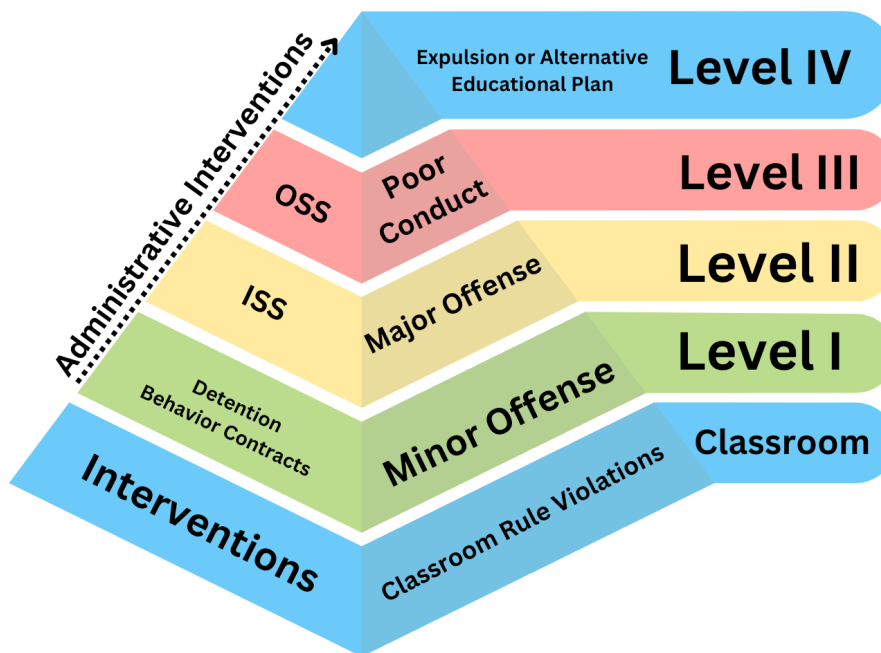 Administrative Interventions
Expulsion or Alternative
Educational Plan
Level IV
OSS
Poor
Conduct
Level III
ISS
Major Offense
Level II
Detention
Behavior Contracts
Minor Offense
Level I
Interventions
Classroom Rule Violations
Classroom